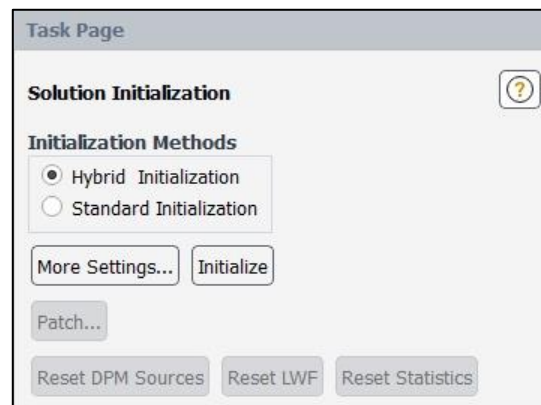 Task Page
Solution Initialization
?
Initialization Methods
Hybrid Initialization
Standard Initialization
More Settings... Initialize
Patch...
Reset DPM Sources Reset LWF Reset Statistics